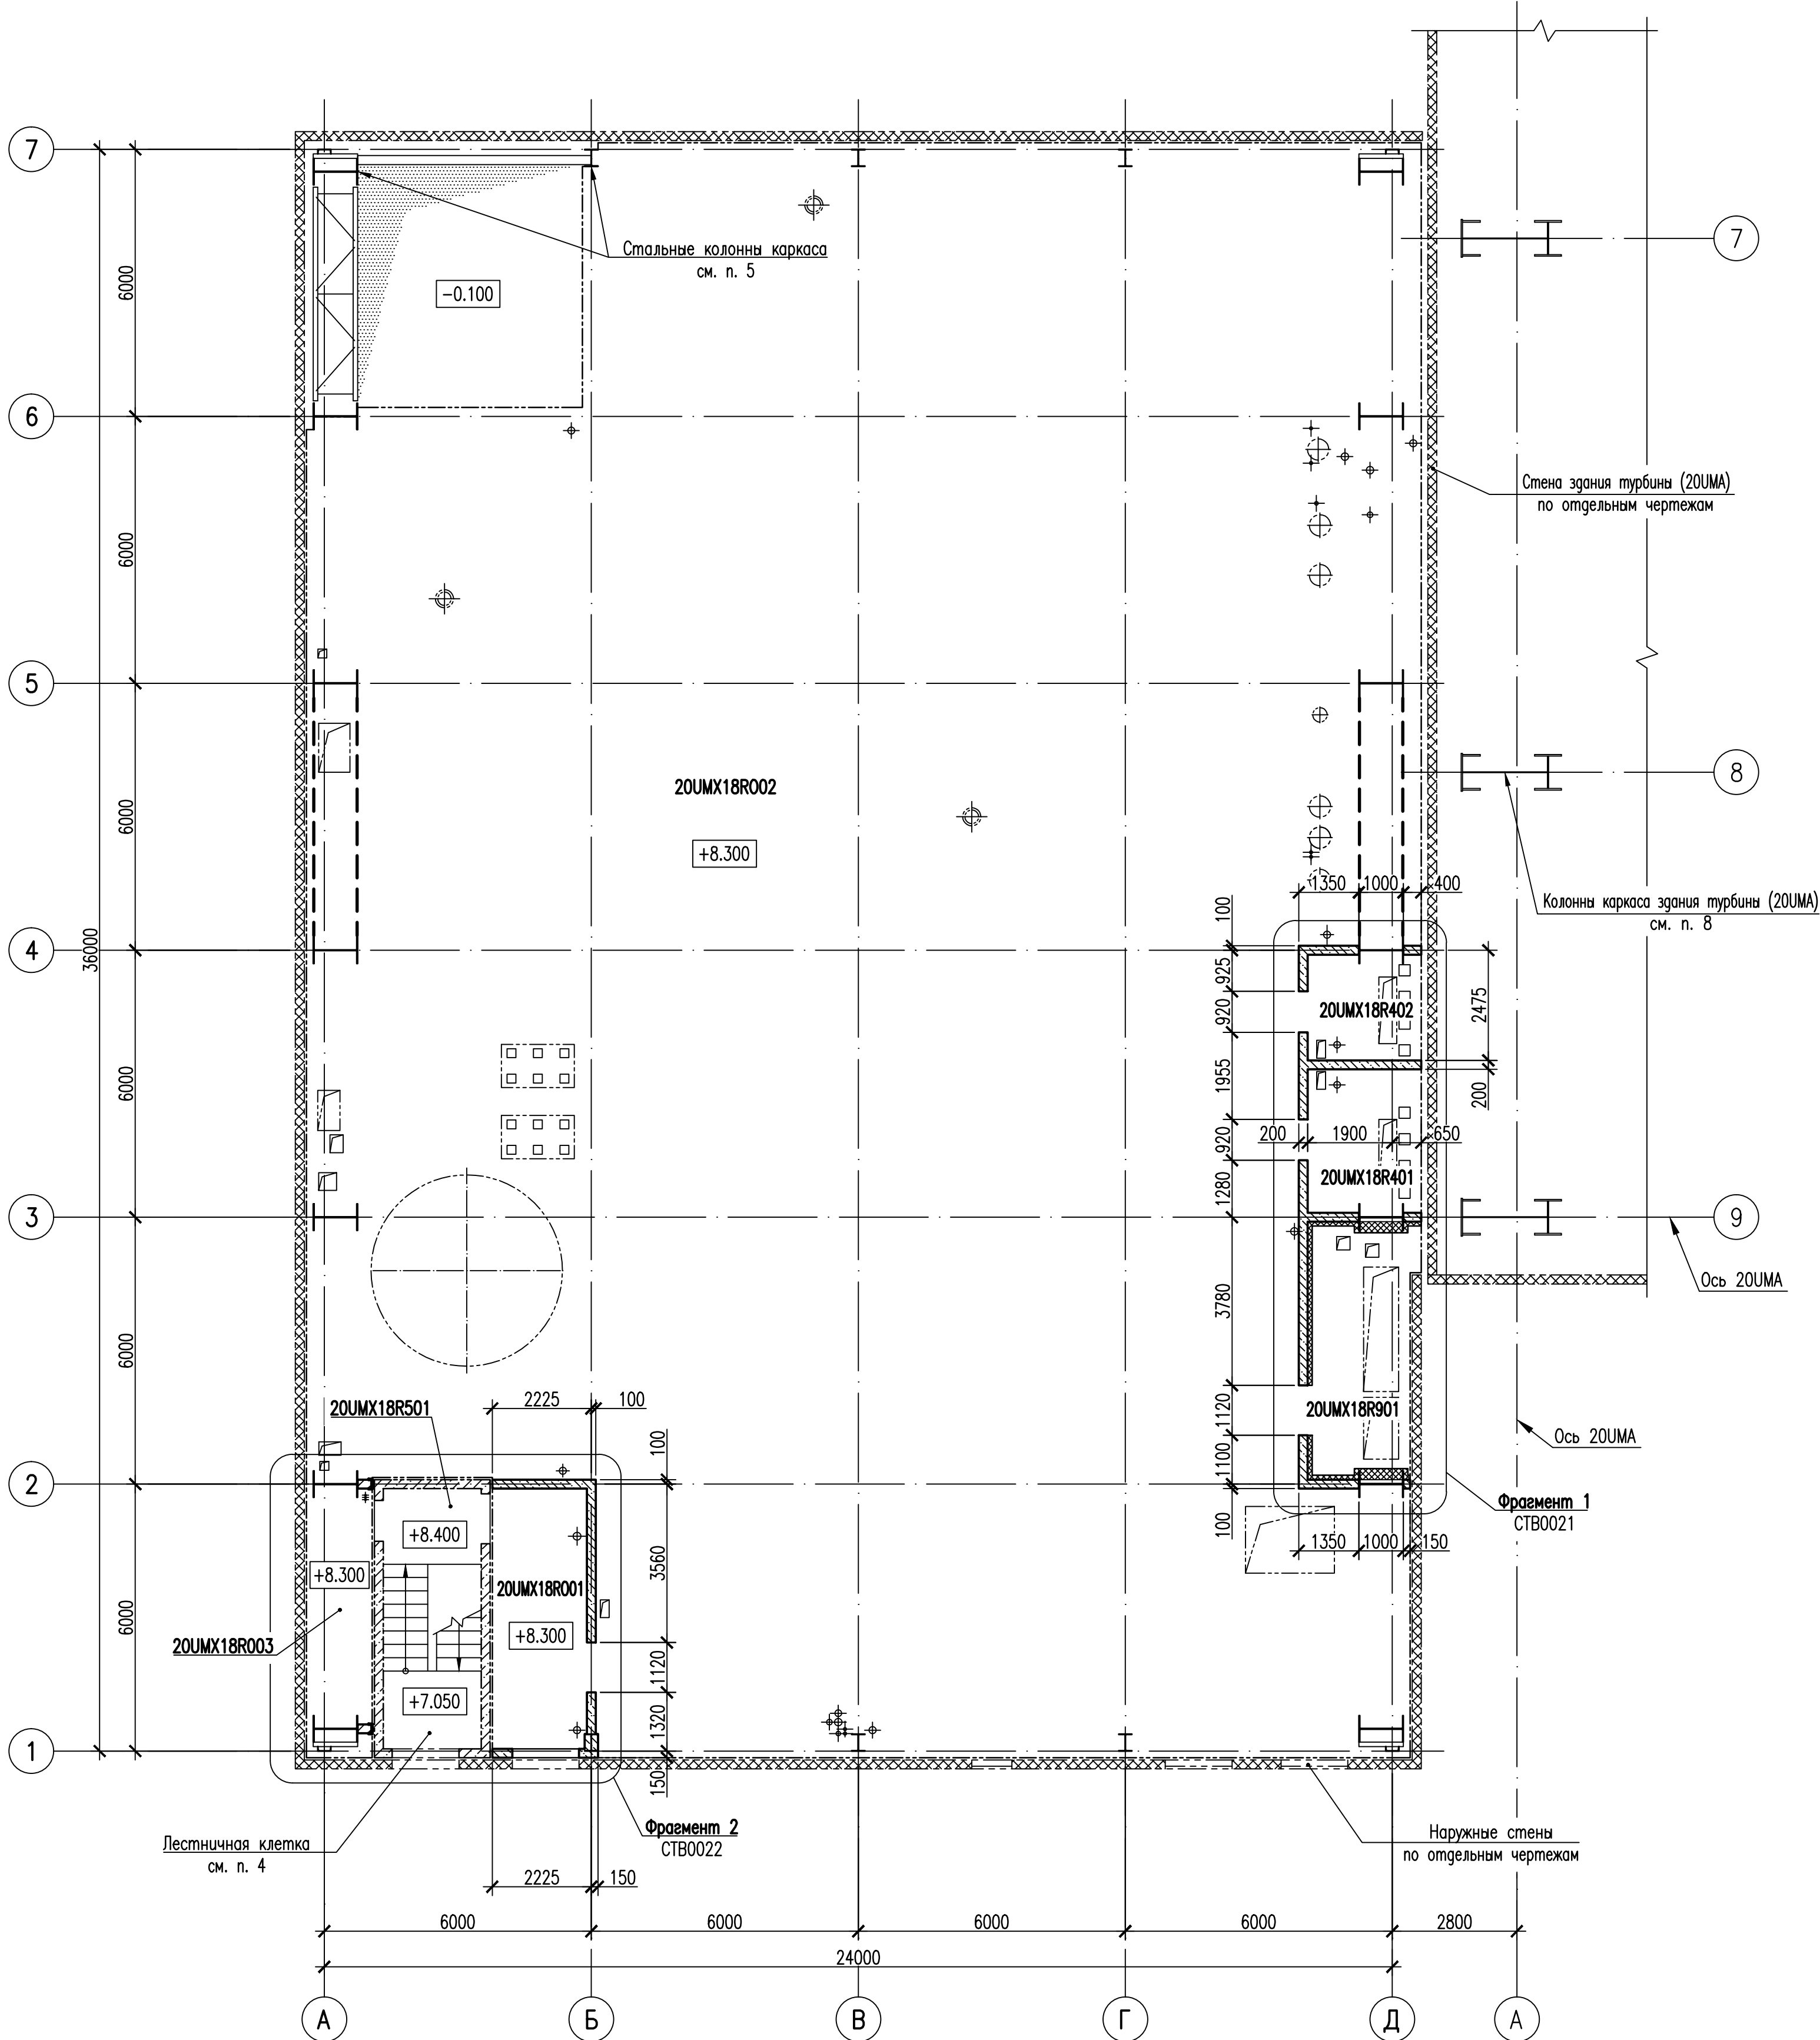 7
6000
Стальные колонны каркаса
см. п. 5
-0.100
7
6
6000
Стена здания турбины (20UMA)
по отдельным чертежам
5
6000
20UMX18R002
+8.300
8
Колонны каркаса здания турбины (20UMA)
см. п. 8
1350
1000
400
100
4
36000
925
920
20UMX18R402
2475
6000
1955
200
920
200
1900
650
20UMX18R401
1280
3
9
Ось 20UMA
3780
6000
20UMX18R501
2225
100
1120
20UMX18R901
Ось 20UMA
100
1100
2
Фрагмент 1
СТВ0021
100
1350
1000
150
+8.400
+8.300
3560
20UMX18R001
+8.300
6000
20UMX18R003
1120
+7.050
1320
1
150
Фрагмент 2
СТВ0022
Лестничная клетка
см. п. 4
Наружные стены
по отдельным чертежам
2225
150
6000
6000
6000
6000
2800
24000
А
Б
В
Г
Д
А